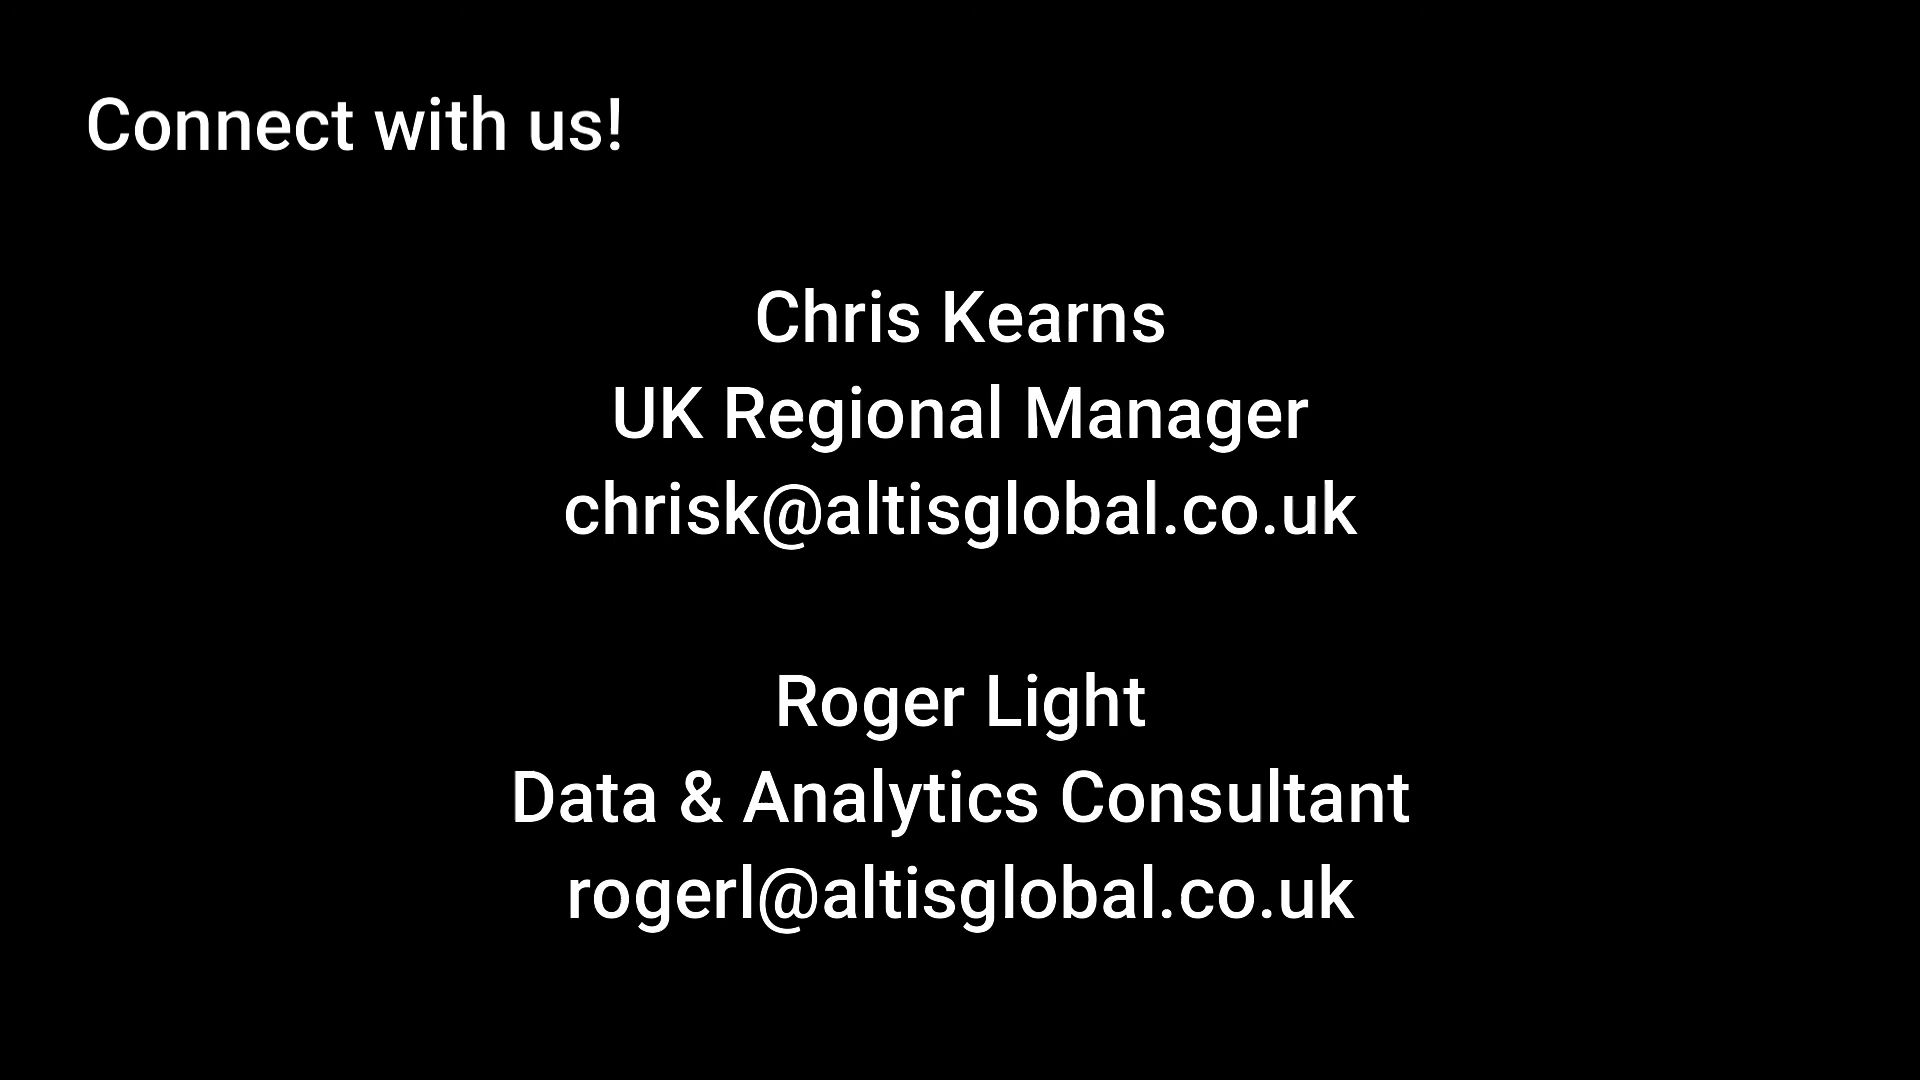 Connect with us!
Chris Kearns
UK Regional Manager
chrisk@altisglobal.co.uk
Roger Light
Data & Analytics Consultant
rogerl@altisglobal.co.uk